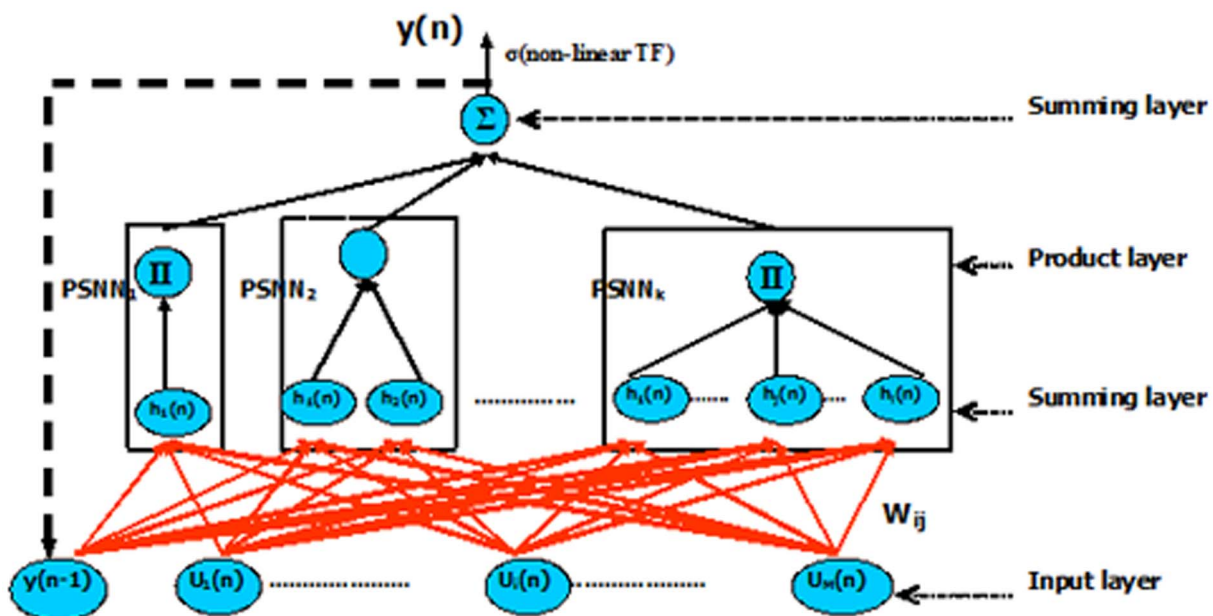 y(n)
σ(non-linear TF)
Σ
Summing layer
Product layer
PSNN₁
Π
PSNN₂
PSNNₖ
Π
h₁(n)
h₁(n)
h₂(n)
h₁(n)
hⱼ(n)
hᵢ(n)
Summing layer
Wᵢⱼ
y(n-1)
U₁(n)
Uᵢ(n)
U_M(n)
Input layer